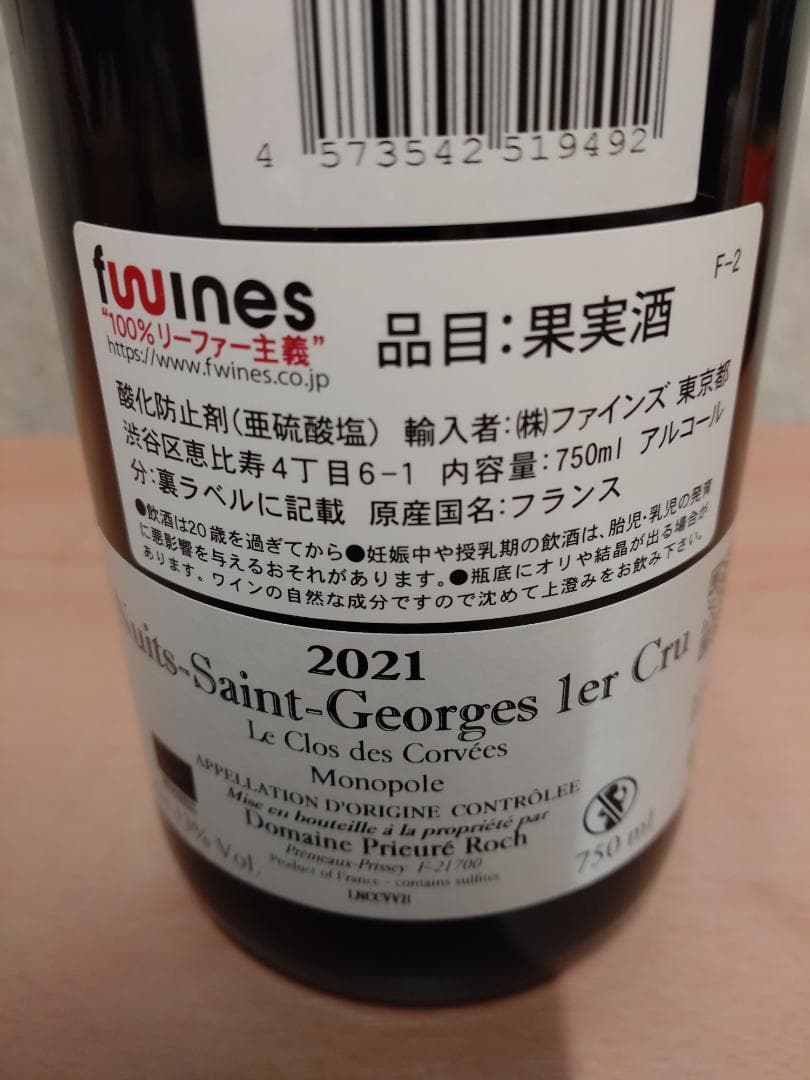 4 573542 519492
fwines
F-2
"100%リーファー主義"
https://www.fwines.co.jp
品目:果実酒
酸化防止剤(亜硫酸塩) 輸入者:㈱ファインズ 東京都
渋谷区恵比寿4丁目6-1 内容量:750ml アルコール
分:裏ラベルに記載 原産国名:フランス
●飲酒は20歳を過ぎてから●妊娠中や授乳期の飲酒は、胎児・乳児の発育
に悪影響を与えるおそれがあります。●瓶底にオリや結晶が出る場合が
あります。ワインの自然な成分ですので沈めて上澄みをお飲み下さい。
2021
Nuits-Saint-Georges 1er Cru
Le Clos des Corvées
Monopole
APPELLATION D'ORIGINE CONTRÔLEE
Mise en bouteille à la propriété par
Domaine Prieuré Roch
Prémeaux-Prissey F-21700
Product of France - contains sulfites
13% Vol.
750 ml
LNCCVV21